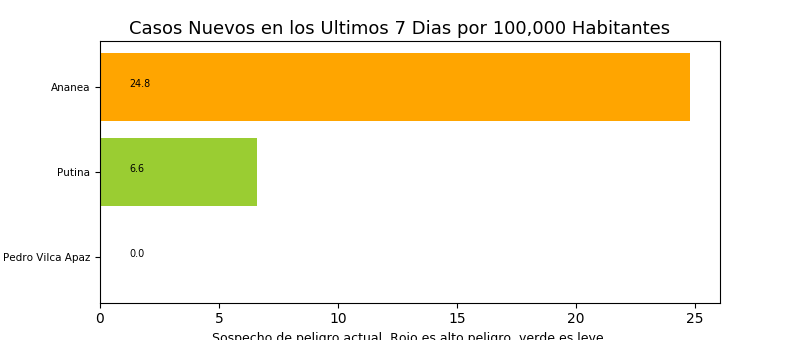 Casos Nuevos en los Ultimos 7 Dias por 100,000 Habitantes
Ananea
24.8
Putina
6.6
Pedro Vilca Apaz
0.0
0 5 10 15 20 25
Sospecho de peligro actual. Rojo es alto peligro, verde es leve